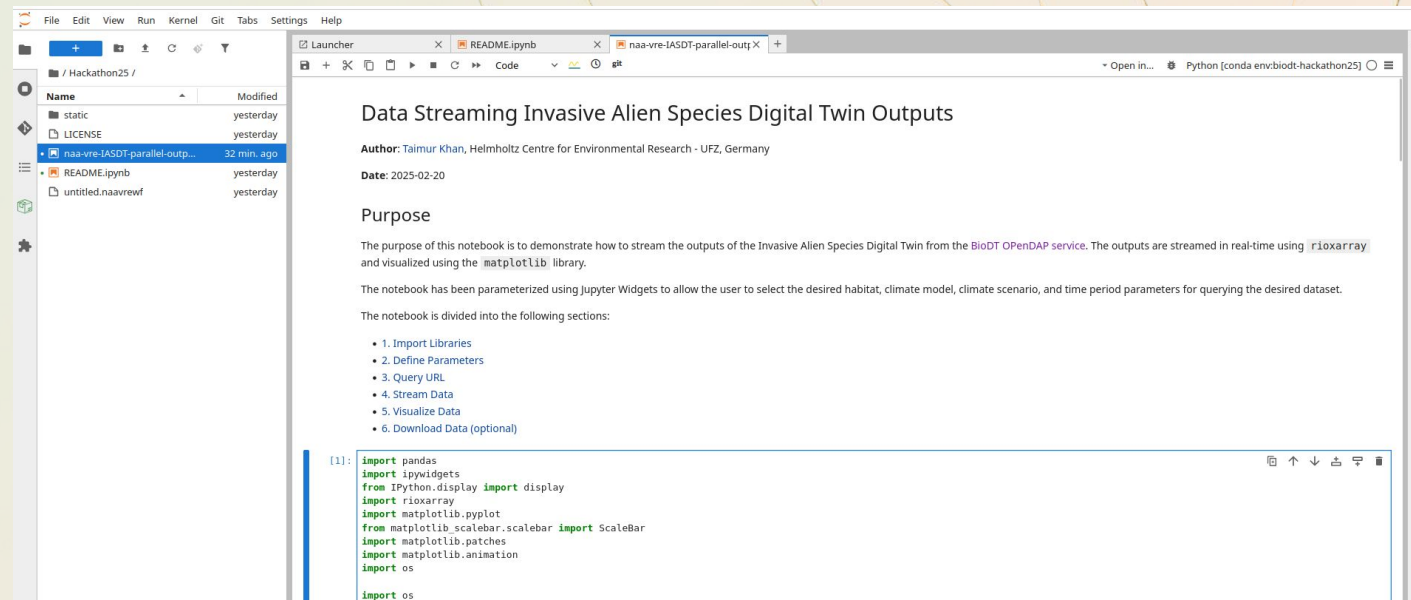 File Edit View Run Kernel Git Tabs Settings Help
Launcher
README.ipynb
naa-vre-IASDT-parallel-outp
Code
git
Open in...
Python [conda env:biodt-hackathon25]
/ Hackathon25 /
Name Modified
static yesterday
LICENSE yesterday
naa-vre-IASDT-parallel-outp... 32 min. ago
README.ipynb yesterday
untitled.naavrewf yesterday
Data Streaming Invasive Alien Species Digital Twin Outputs
Author: Taimur Khan, Helmholtz Centre for Environmental Research - UFZ, Germany
Date: 2025-02-20
Purpose
The purpose of this notebook is to demonstrate how to stream the outputs of the Invasive Alien Species Digital Twin from the BioDT OPenDAP service. The outputs are streamed in real-time using rioxarray
and visualized using the matplotlib library.
The notebook has been parameterized using Jupyter Widgets to allow the user to select the desired habitat, climate model, climate scenario, and time period parameters for querying the desired dataset.
The notebook is divided into the following sections:
• 1. Import Libraries
• 2. Define Parameters
• 3. Query URL
• 4. Stream Data
• 5. Visualize Data
• 6. Download Data (optional)
[1]: import pandas
import ipywidgets
from IPython.display import display
import rioxarray
import matplotlib.pyplot
from matplotlib_scalebar.scalebar import ScaleBar
import matplotlib.patches
import matplotlib.animation
import os
import os